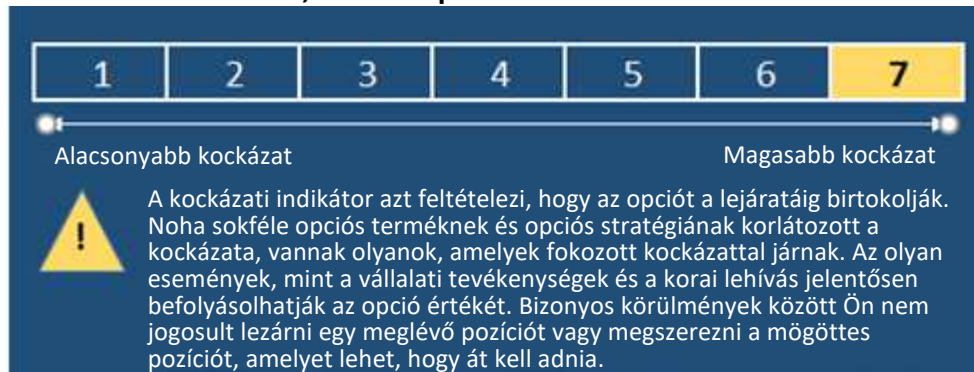 1 2 3 4 5 6 7
Alacsonyabb kockázat Magasabb kockázat
A kockázati indikátor azt feltételezi, hogy az opciót a lejáratáig birtokolják.
Noha sokféle opciós terméknek és opciós stratégiának korlátozott a
kockázata, vannak olyanok, amelyek fokozott kockázattal járnak. Az olyan
események, mint a vállalati tevékenységek és a korai lehívás jelentősen
befolyásolhatják az opció értékét. Bizonyos körülmények között Ön nem
jogosult lezárni egy meglévő pozíciót vagy megszerezni a mögöttes
pozíciót, amelyet lehet, hogy át kell adnia.